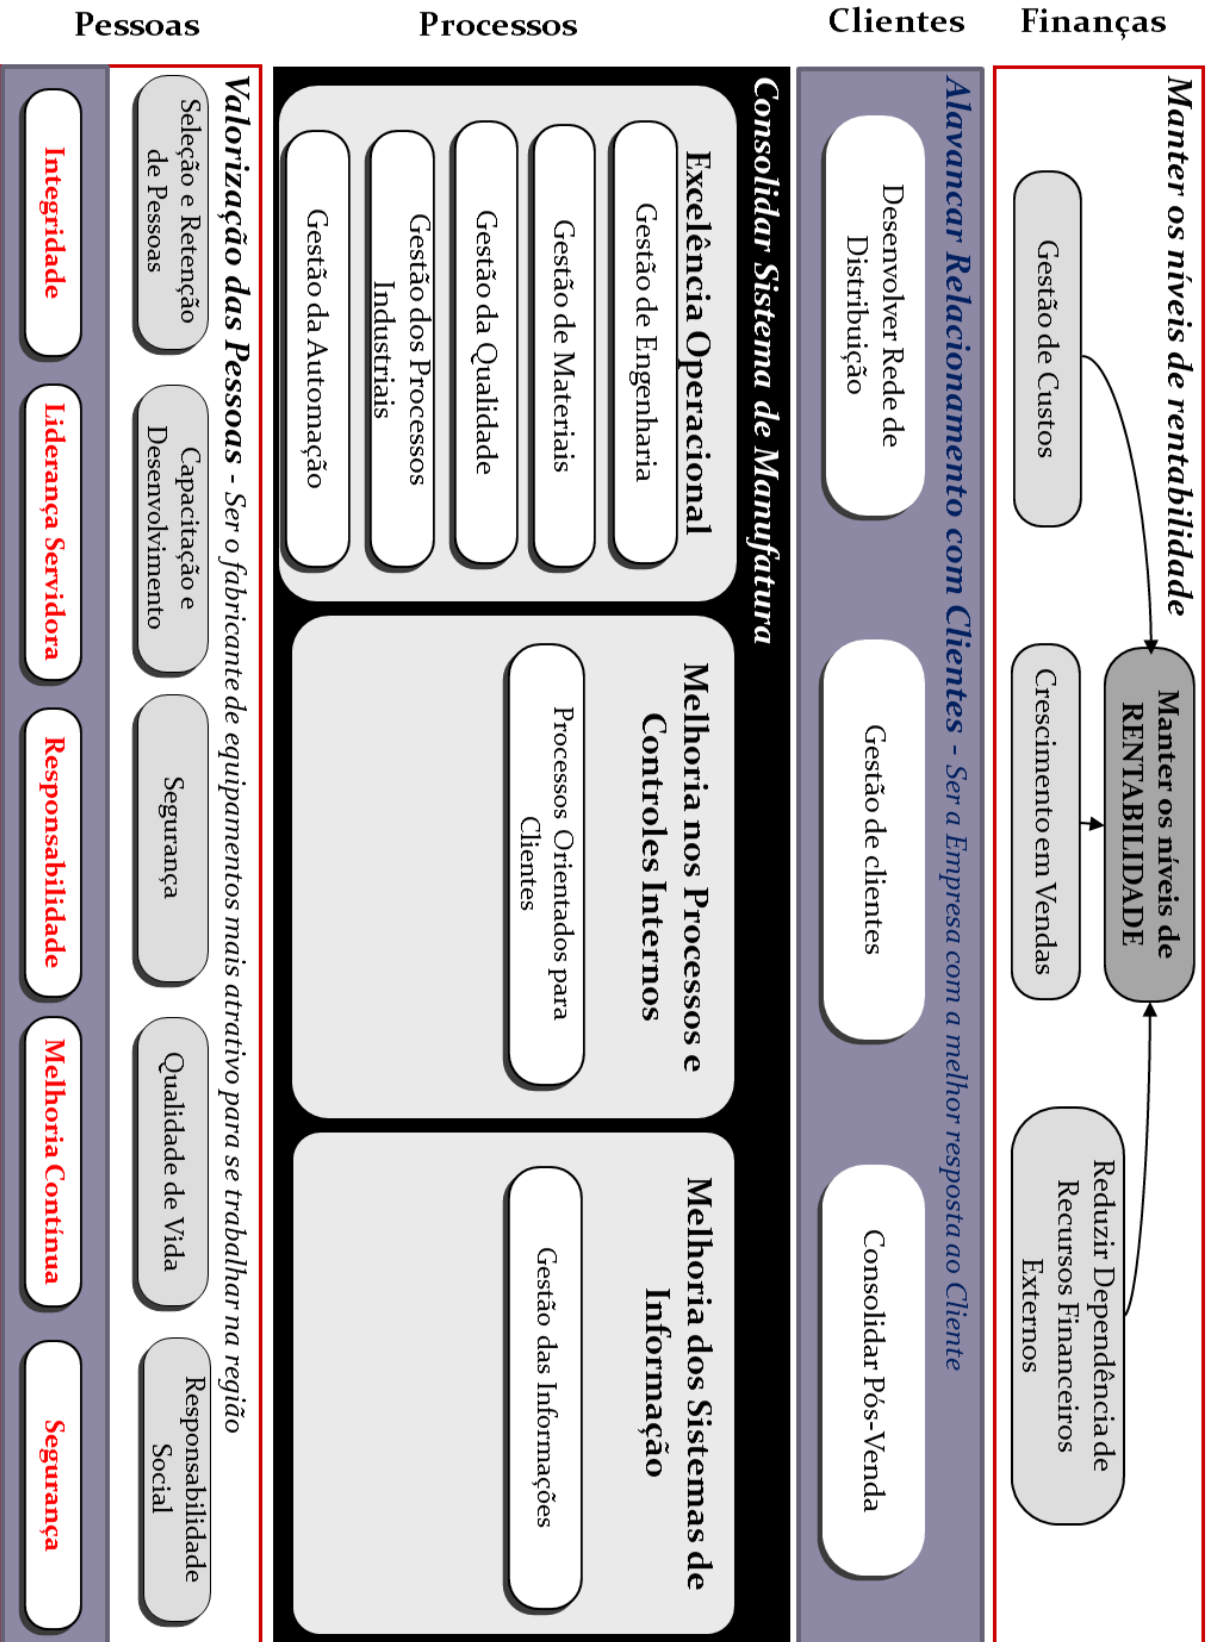 Finanças
Manter os níveis de rentabilidade
Manter os níveis de
RENTABILIDADE
Gestão de Custos
Crescimento em Vendas
Reduzir Dependência de
Recursos Financeiros
Externos
Clientes
Alavancar Relacionamento com Clientes - Ser a Empresa com a melhor resposta ao Cliente
Desenvolver Rede de
Distribuição
Gestão de clientes
Consolidar Pós-Venda
Processos
Consolidar Sistema de Manufatura
Excelência Operacional
Gestão de Engenharia
Gestão de Materiais
Gestão da Qualidade
Gestão dos Processos
Industriais
Gestão da Automação
Melhoria nos Processos e
Controles Internos
Processos Orientados para
Clientes
Melhoria dos Sistemas de
Informação
Gestão das Informações
Pessoas
Valorização das Pessoas - Ser o fabricante de equipamentos mais atrativo para se trabalhar na região
Seleção e Retenção
de Pessoas
Capacitação e
Desenvolvimento
Segurança
Qualidade de Vida
Responsabilidade
Social
Integridade
Liderança Servidora
Responsabilidade
Melhoria Contínua
Segurança